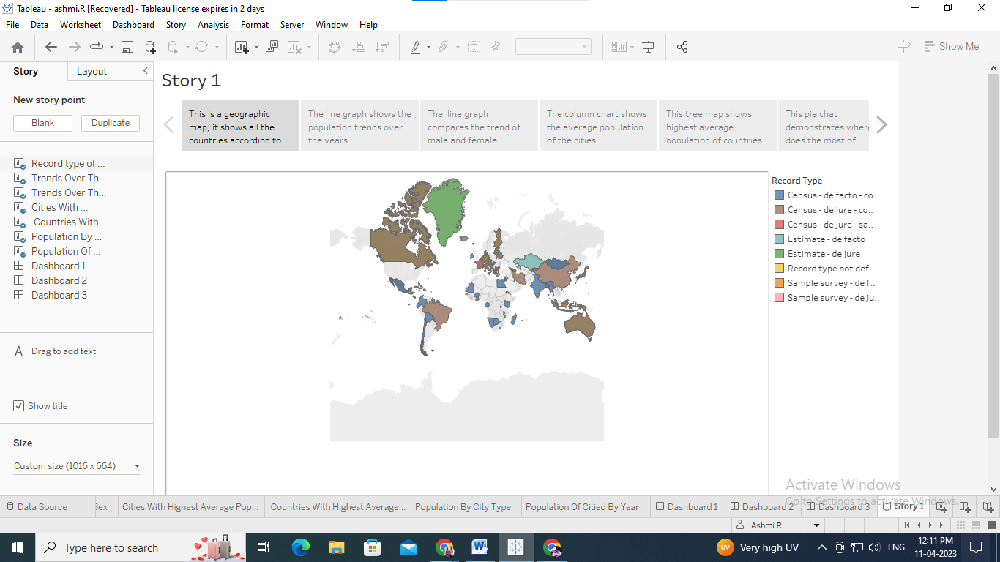 Tableau - ashmi.R [Recovered] - Tableau license expires in 2 days
File Data Worksheet Dashboard Story Analysis Format Server Window Help
Show Me
Story Layout
New story point
Blank Duplicate
Record type of ...
Trends Over Th...
Trends Over Th...
Cities With ...
Countries With ...
Population By ...
Population Of ...
Dashboard 1
Dashboard 2
Dashboard 3
A Drag to add text
Show title
Size
Custom size (1016 x 664)
Story 1
This is a geographic
map, it shows all the
countries according to
The line graph shows the
population trends over
the years
The line graph
compares the trend of
male and female
The column chart shows
the average population
of the cities
This tree map shows
highest average
population of countries
This pie chat
demonstrates where
does the most of
Record Type
Census - de facto - co..
Census - de jure - co..
Census - de jure - sa..
Estimate - de facto
Estimate - de jure
Record type not defi..
Sample survey - de f..
Sample survey - de ju..
Activate Windows
Go to Settings to activate Windows.
Data Source Sex Cities With Highest Average Pop... Countries With Highest Average... Population By City Type Population Of Citied By Year Dashboard 1 Dashboard 2 Dashboard 3 Story 1
Ashmi R
Type here to search
UV Very high UV ENG 12:11 PM
11-04-2023